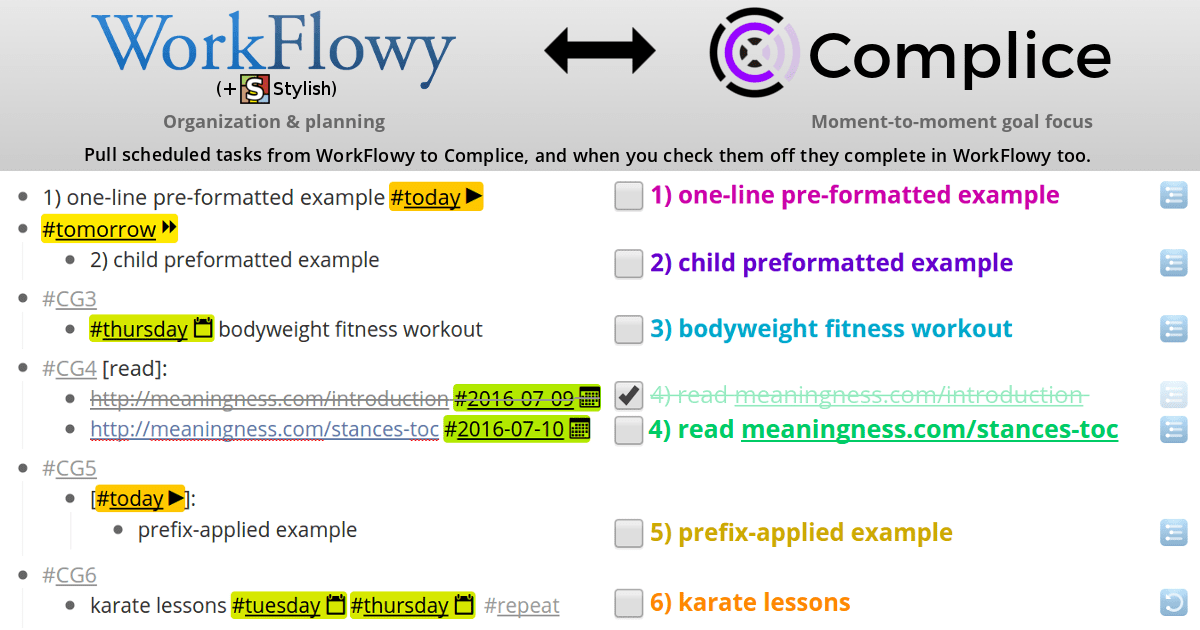 WorkFlowy
(+ S Stylish)
Organization & planning
Complice
Moment-to-moment goal focus
Pull scheduled tasks from WorkFlowy to Complice, and when you check them off they complete in WorkFlowy too.
1) one-line pre-formatted example #today
#tomorrow
2) child preformatted example
#CG3
#thursday bodyweight fitness workout
#CG4 [read]:
http://meaningness.com/introduction #2016-07-09
http://meaningness.com/stances-toc #2016-07-10
#CG5
[#today]:
prefix-applied example
#CG6
karate lessons #tuesday #thursday #repeat
1) one-line pre-formatted example
2) child preformatted example
3) bodyweight fitness workout
4) read meaningness.com/introduction
4) read meaningness.com/stances-toc
5) prefix-applied example
6) karate lessons